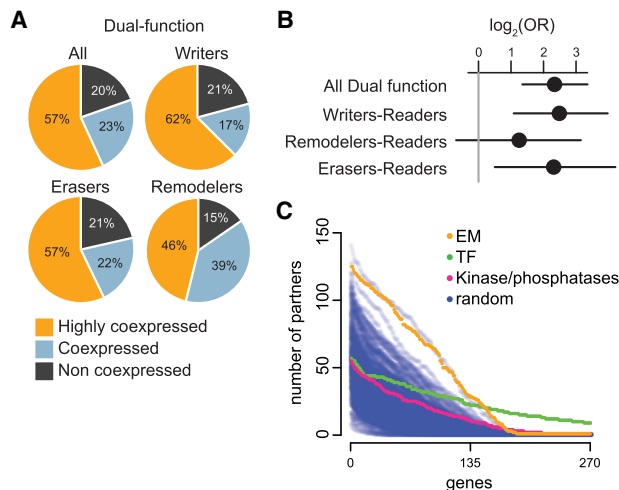 A
Dual-function
All
Writers
20%
57%
23%
21%
62%
17%
Erasers
Remodelers
21%
57%
22%
15%
46%
39%
Highly coexpressed
Coexpressed
Non coexpressed
B
log2(OR)
0 1 2 3
All Dual function
Writers-Readers
Remodelers-Readers
Erasers-Readers
C
150
100
50
0
number of partners
EM
TF
Kinase/phosphatases
random
0 135 270
genes